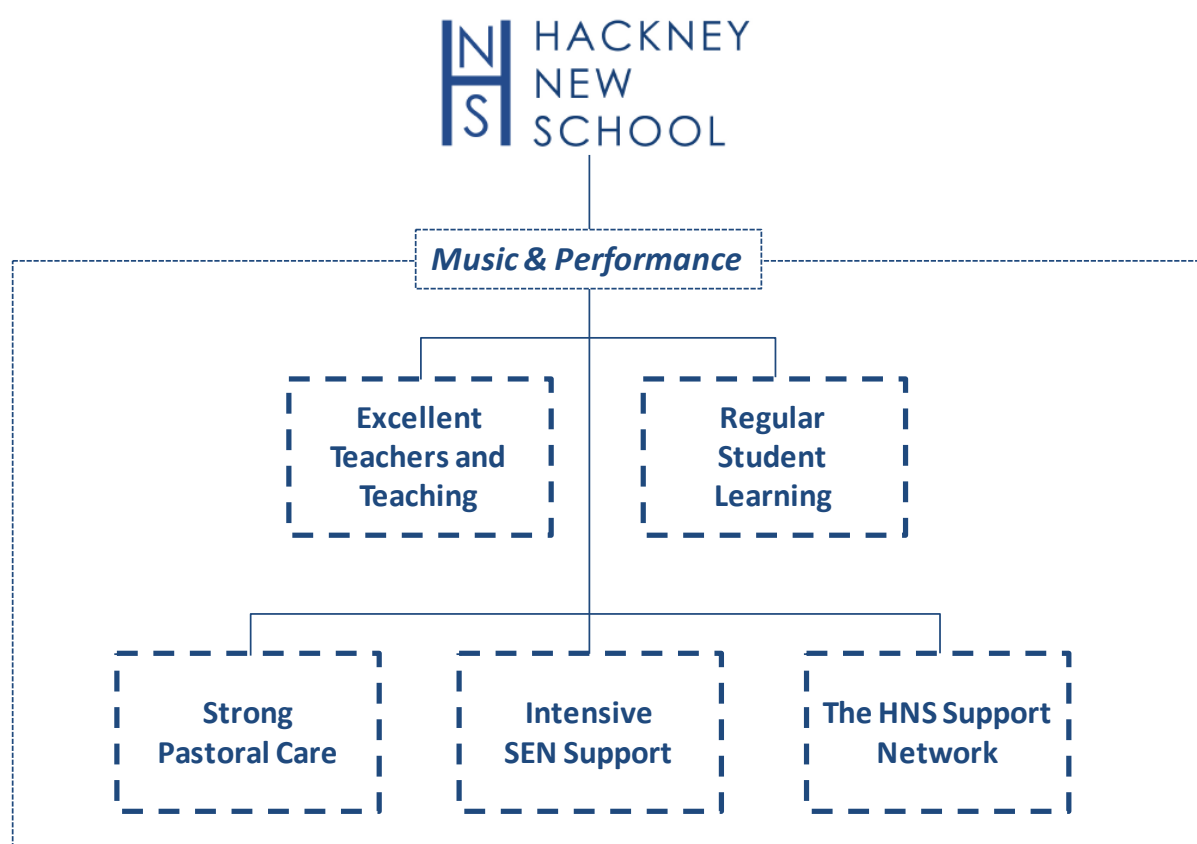 NHS
HACKNEY
NEW
SCHOOL
Music & Performance
Excellent
Teachers and
Teaching
Regular
Student
Learning
Strong
Pastoral Care
Intensive
SEN Support
The HNS Support
Network